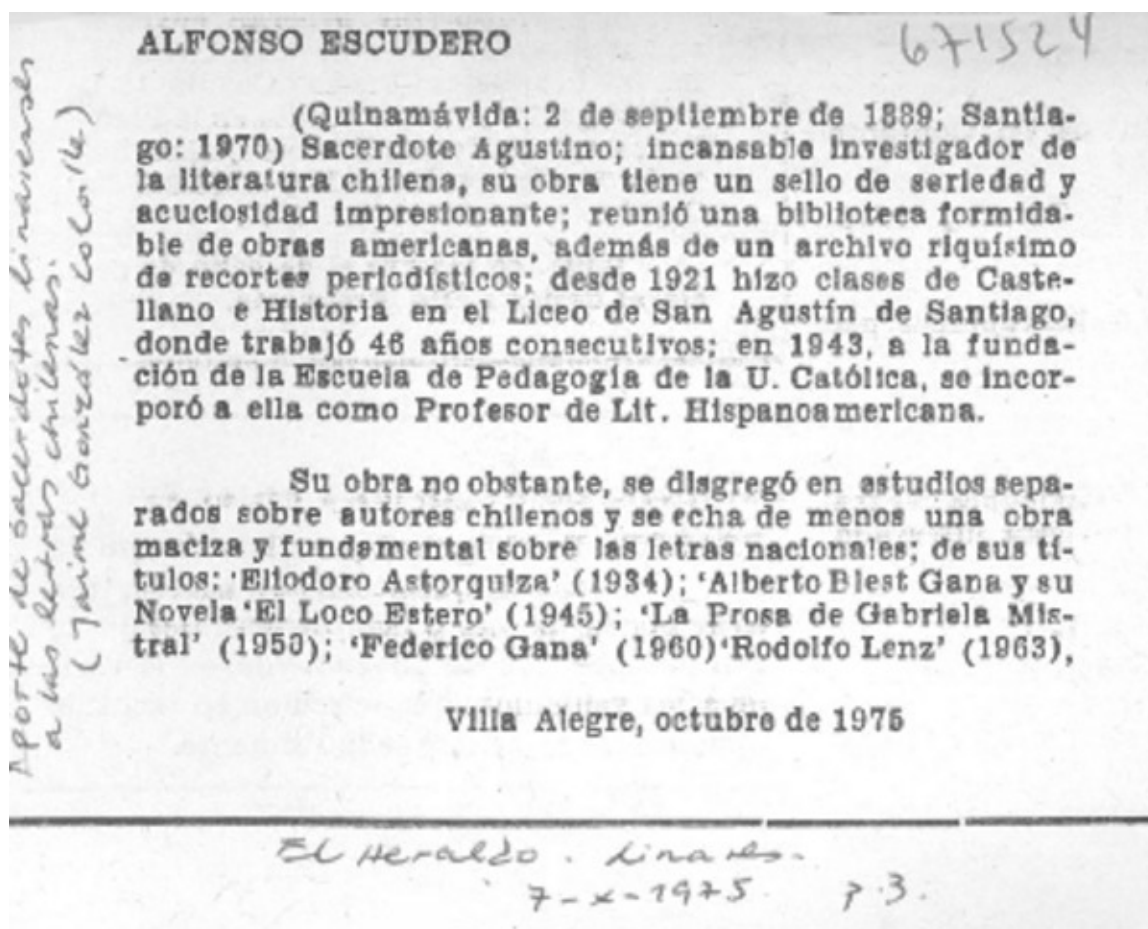 ALFONSO ESCUDERO
671524
(Quinamávida: 2 de septiembre de 1889; Santia-
go: 1970) Sacerdote Agustino; incansable investigador de
la literatura chilena, su obra tiene un sello de seriedad y
acuciosidad impresionante; reunió una biblioteca formida-
ble de obras americanas, además de un archivo riquísimo
de recortes periodísticos; desde 1921 hizo clases de Caste-
llano e Historia en el Liceo de San Agustín de Santiago,
donde trabajó 46 años consecutivos; en 1943, a la funda-
ción de la Escuela de Pedagogía de la U. Católica, se incor-
poró a ella como Profesor de Lit. Hispanoamericana.
Su obra no obstante, se disgregó en estudios sepa-
rados sobre autores chilenos y se echa de menos una obra
maciza y fundamental sobre las letras nacionales; de sus tí-
tulos: 'Eliodoro Astorquiza' (1934); 'Alberto Blest Gana y su
Novela 'El Loco Estero' (1945); 'La Prosa de Gabriela Mis-
tral' (1950); 'Federico Gana' (1960) 'Rodolfo Lenz' (1963),
Villa Alegre, octubre de 1975
Aporte de sacerdotes linarenses
a las letras chilenas.
(Jaime González Colville)
El Heraldo. Linares.
7-X-1975. p.3.